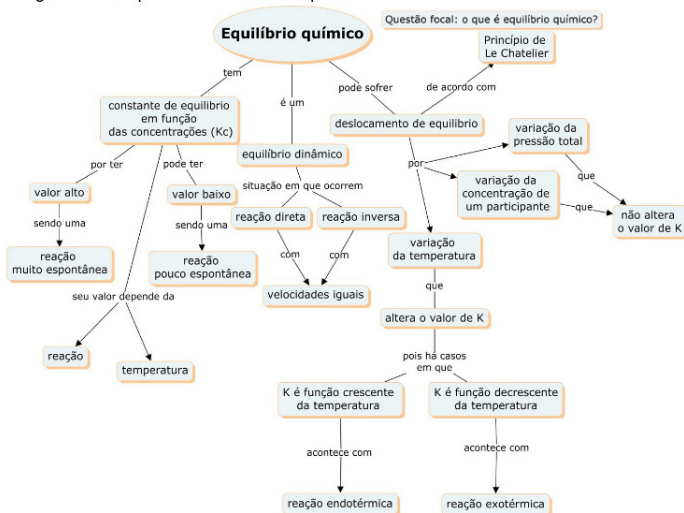 Questão focal: o que é equilíbrio químico?
Equilíbrio químico
Princípio de
Le Chatelier
tem
é um
pode sofrer
de acordo com
constante de equilibrio
em função
das concentrações (Kc)
deslocamento de equilibrio
variação da
pressão total
equilíbrio dinâmico
por ter
pode ter
por
que
situação em que ocorrem
variação da
concentração de
um participante
valor alto
valor baixo
que
não altera
o valor de K
reação direta
reação inversa
sendo uma
sendo uma
variação
da temperatura
com
com
reação
muito espontânea
reação
pouco espontânea
que
seu valor depende da
velocidades iguais
altera o valor de K
reação
temperatura
pois há casos
em que
K é função crescente
da temperatura
K é função decrescente
da temperatura
acontece com
acontece com
reação endotérmica
reação exotérmica